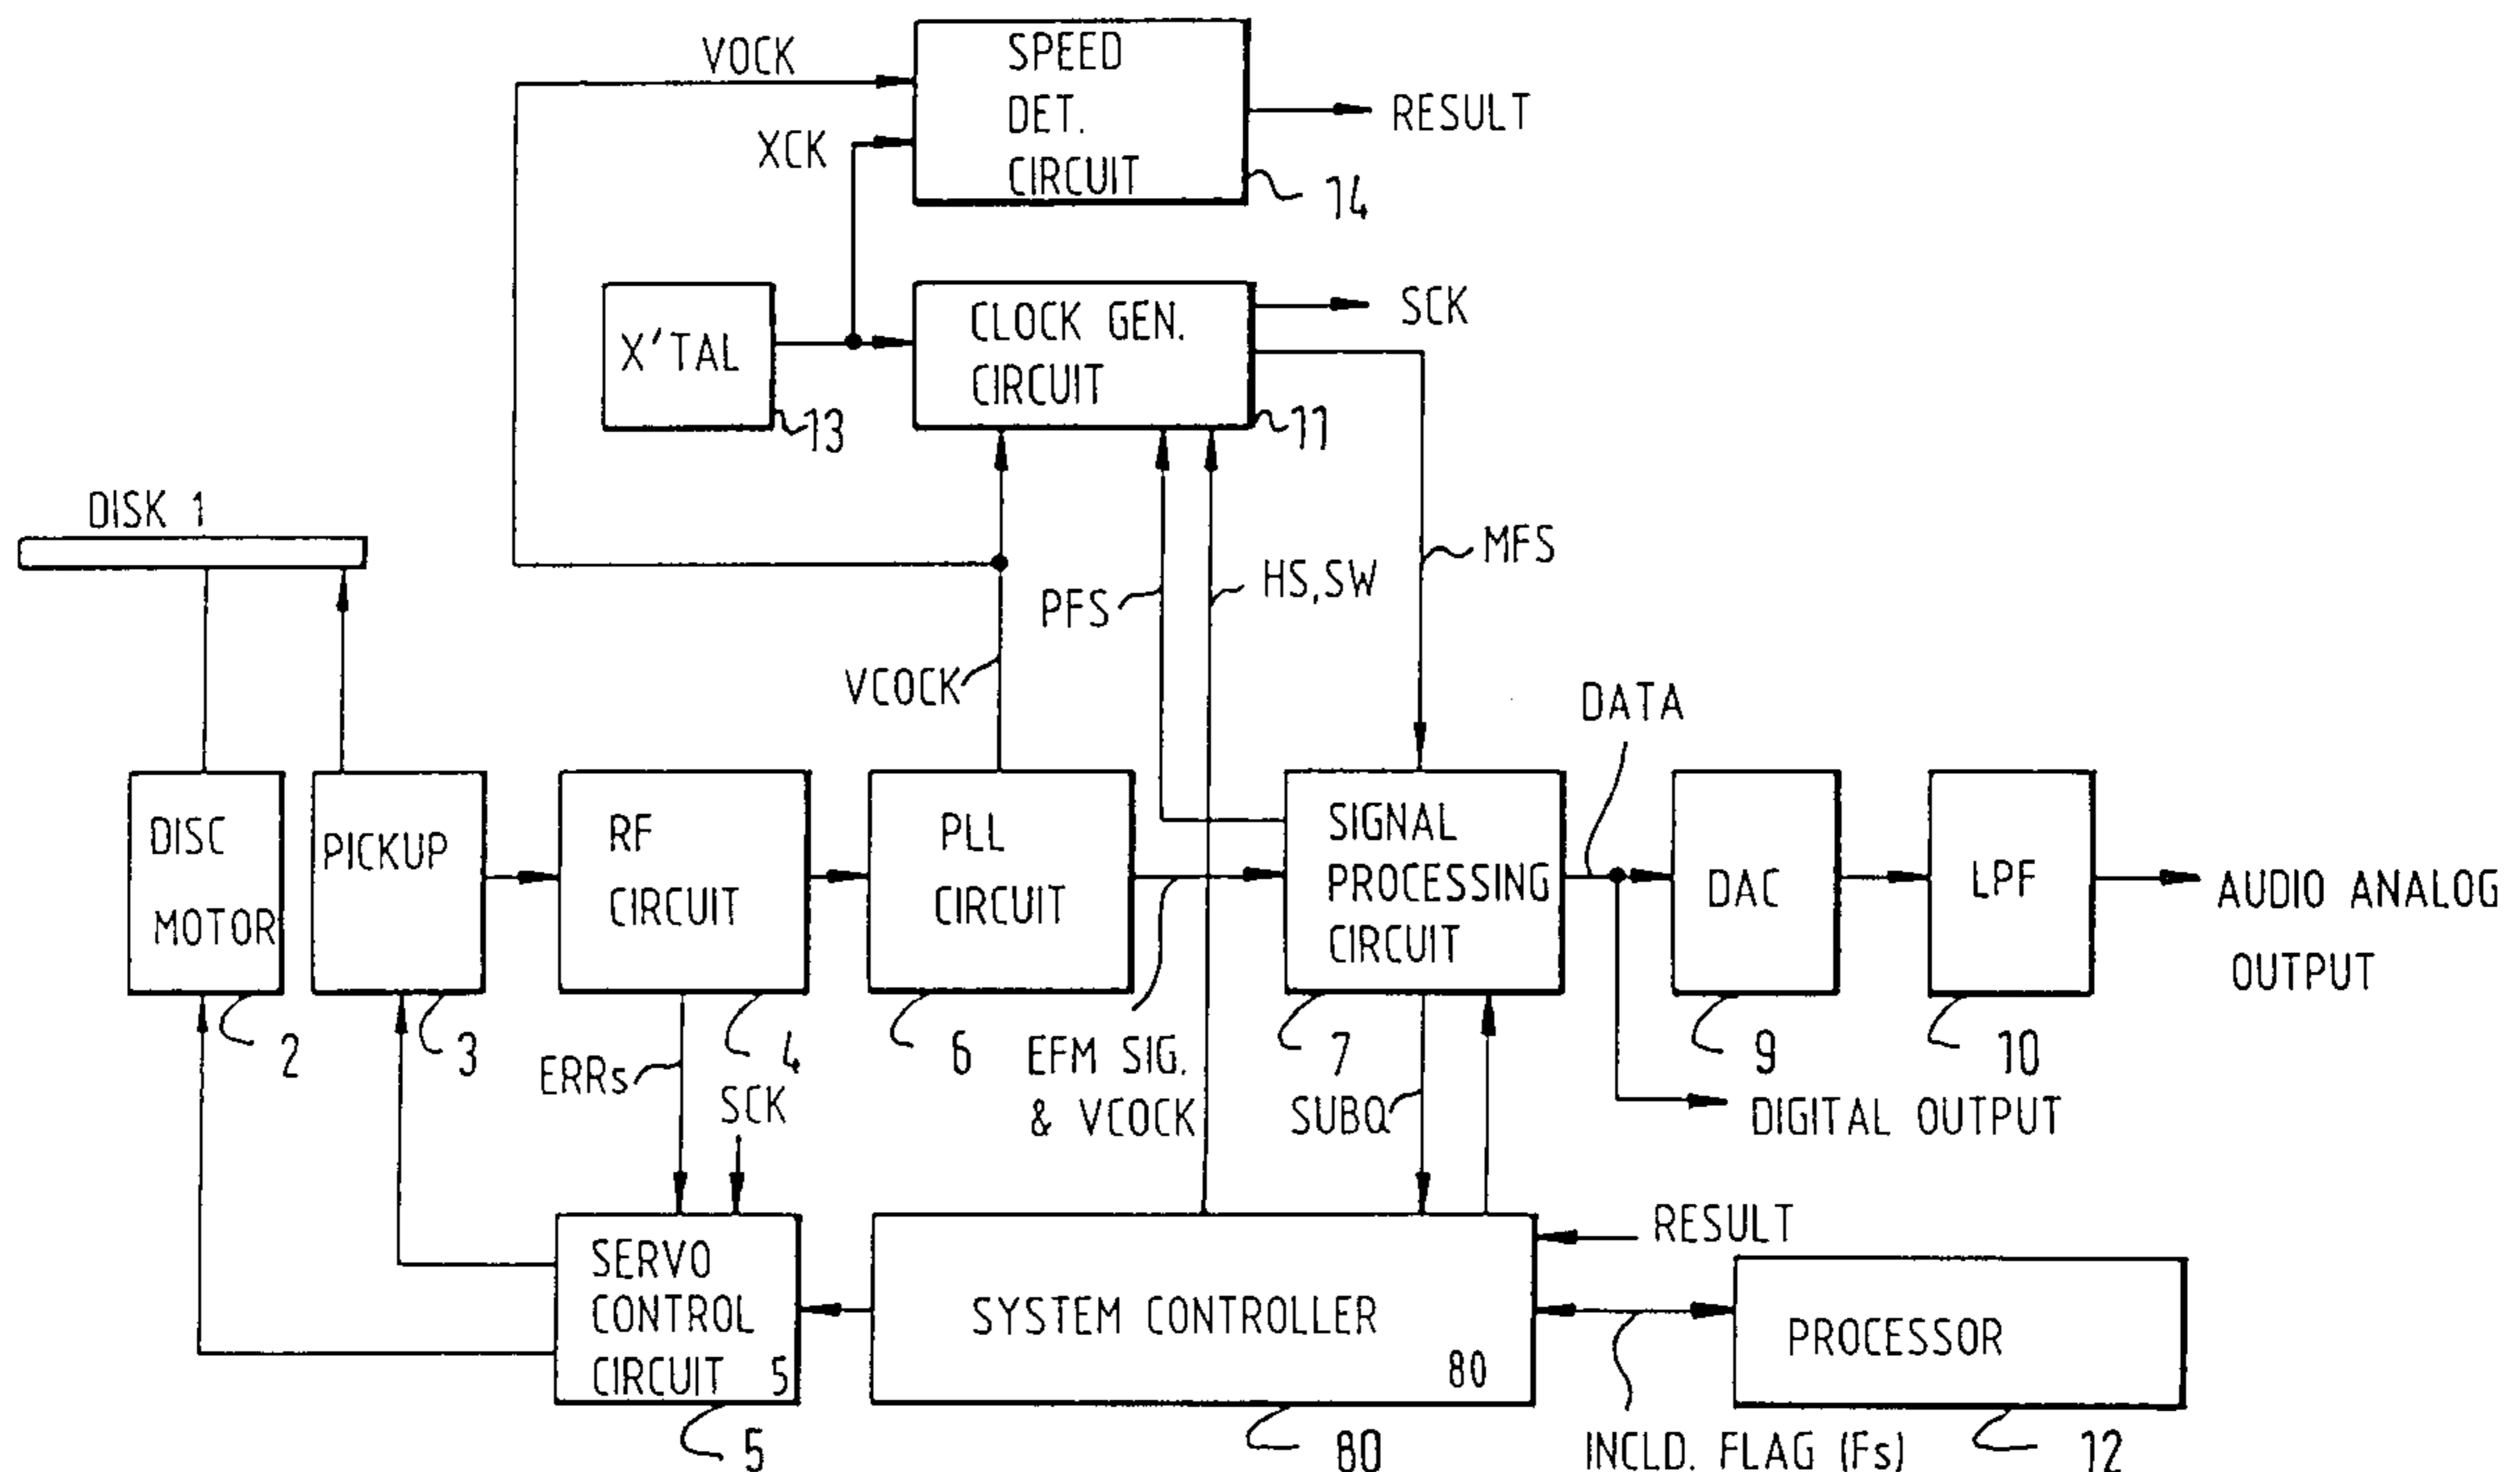 VOCK
SPEED
DET.
CIRCUIT
RESULT
XCK
14
X'TAL
13
CLOCK GEN.
CIRCUIT
11
SCK
DISK 1
MFS
HS,SW
PFS
VCOCK
DATA
DISC
MOTOR
2
PICKUP
3
RF
CIRCUIT
4
PLL
CIRCUIT
6
SIGNAL
PROCESSING
CIRCUIT
7
DAC
9
LPF
10
AUDIO ANALOG
OUTPUT
ERRs
SCK
EFM SIG.
& VCOCK
SUBQ
DIGITAL OUTPUT
RESULT
SERVO
CONTROL
CIRCUIT 5
5
SYSTEM CONTROLLER
80
80
PROCESSOR
12
INCLD. FLAG (Fs)